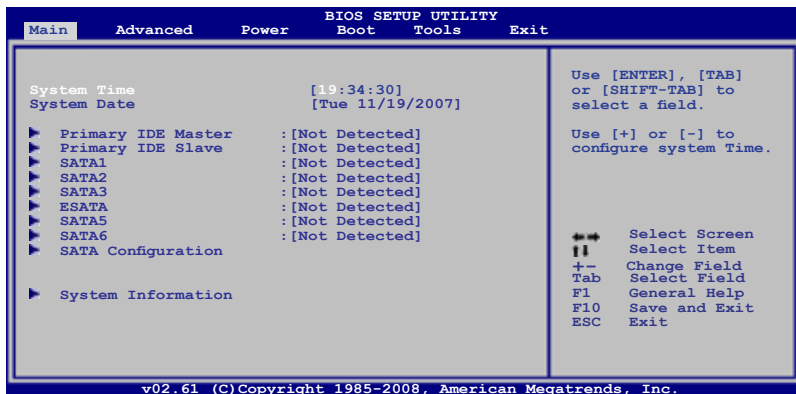 BIOS SETUP UTILITY
Main Advanced Power Boot Tools Exit
System Time [19:34:30]
System Date [Tue 11/19/2007]
Primary IDE Master :[Not Detected]
Primary IDE Slave :[Not Detected]
SATA1 :[Not Detected]
SATA2 :[Not Detected]
SATA3 :[Not Detected]
ESATA :[Not Detected]
SATA5 :[Not Detected]
SATA6 :[Not Detected]
SATA Configuration
System Information
Use [ENTER], [TAB]
or [SHIFT-TAB] to
select a field.
Use [+] or [-] to
configure system Time.
←→ Select Screen
↑↓ Select Item
+- Change Field
Tab Select Field
F1 General Help
F10 Save and Exit
ESC Exit
v02.61 (C)Copyright 1985-2008, American Megatrends, Inc.